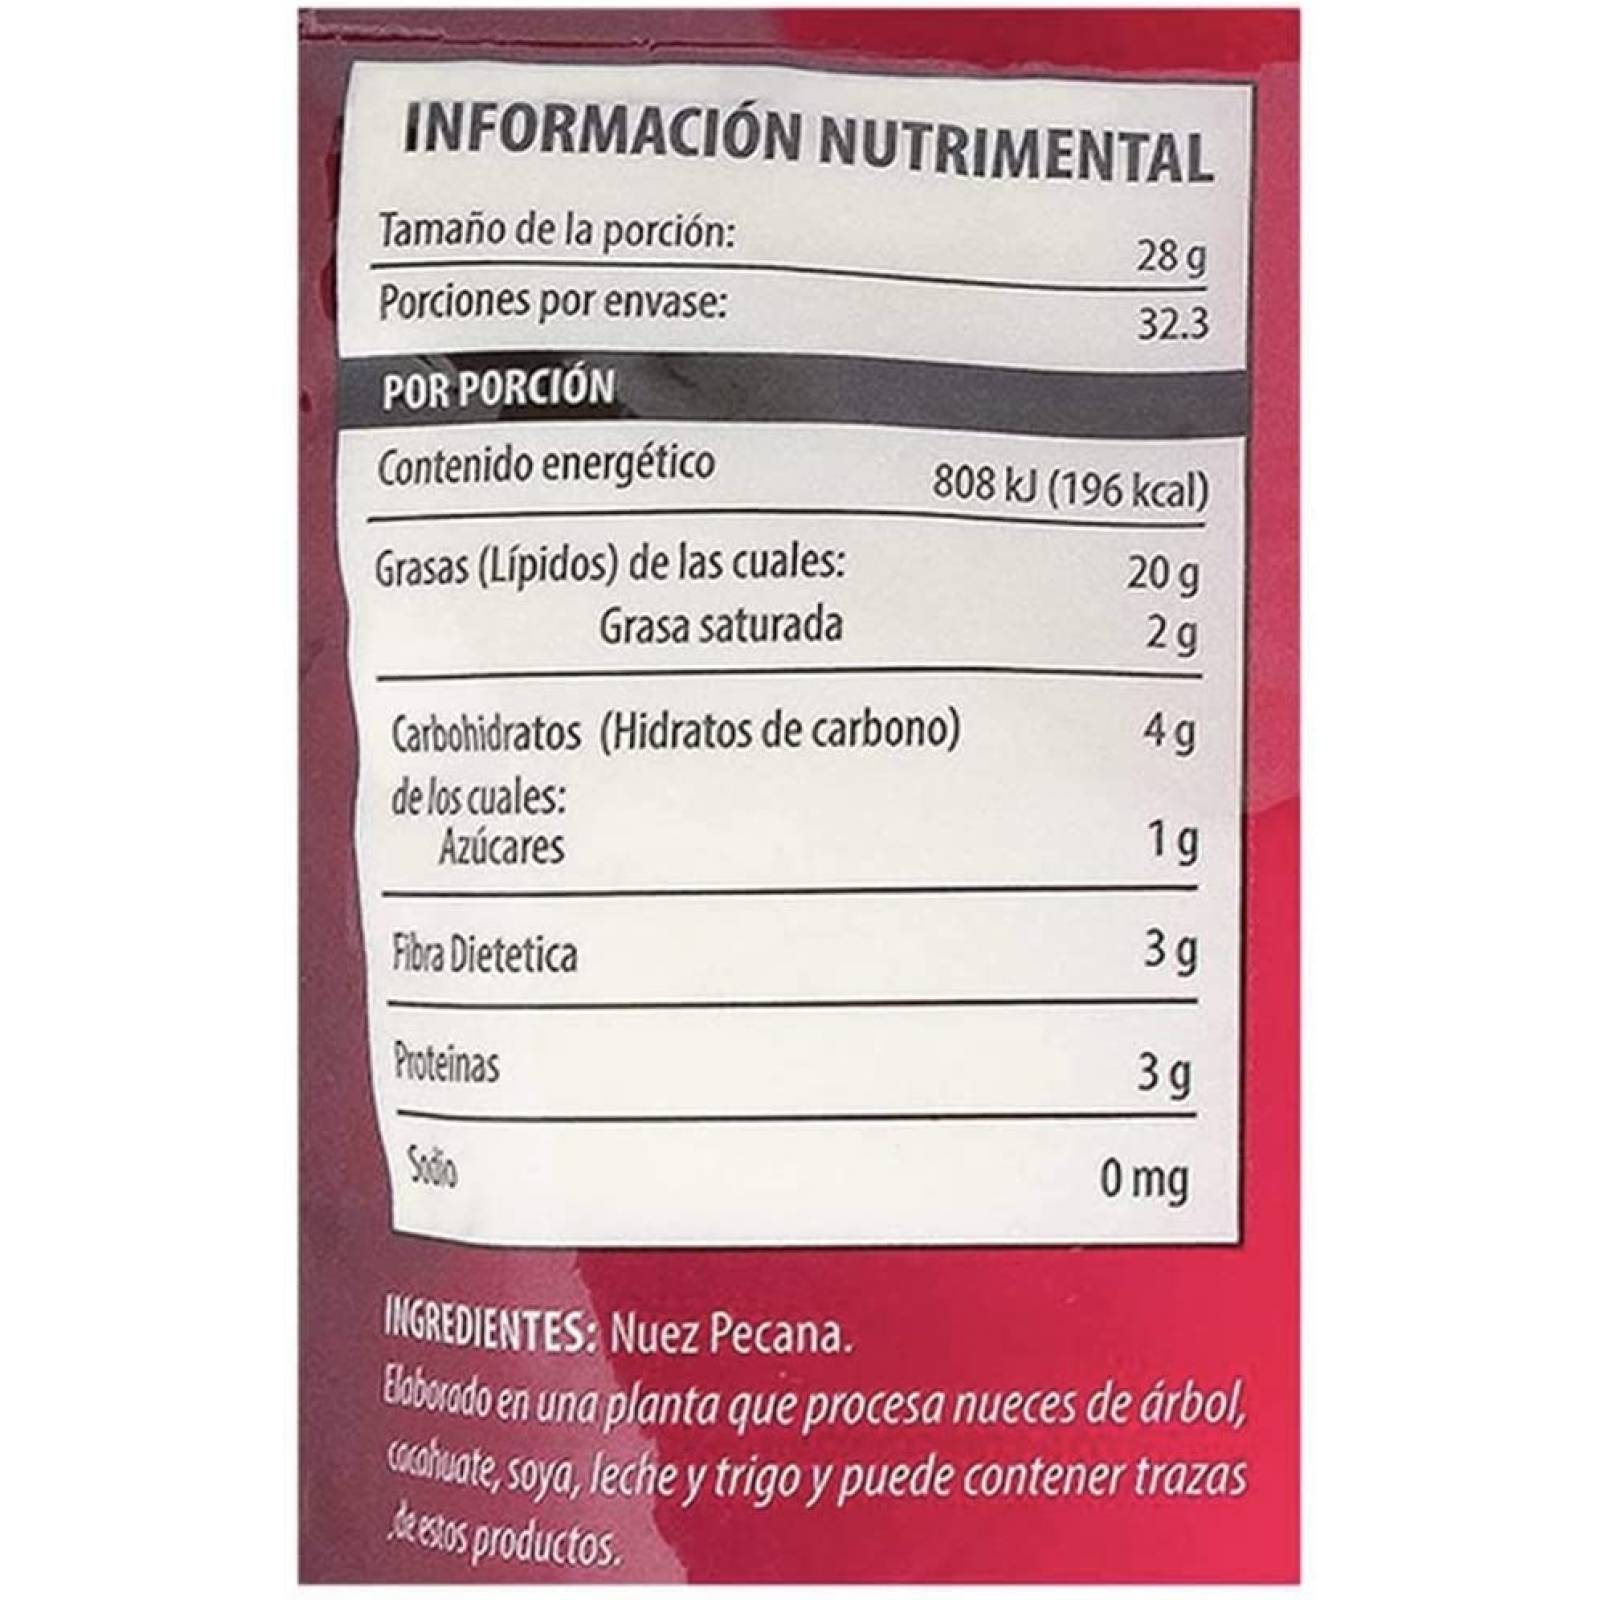 INFORMACIÓN NUTRIMENTAL
Tamaño de la porción: 28 g
Porciones por envase: 32.3
POR PORCIÓN
Contenido energético 808 kJ (196 kcal)
Grasas (Lípidos) de las cuales: 20 g
Grasa saturada 2 g
Carbohidratos (Hidratos de carbono) 4 g
de los cuales:
Azúcares 1 g
Fibra Dietetica 3 g
Proteínas 3 g
Sodio 0 mg
INGREDIENTES: Nuez Pecana.
Elaborado en una planta que procesa nueces de árbol,
cacahuate, soya, leche y trigo y puede contener trazas
de estos productos.